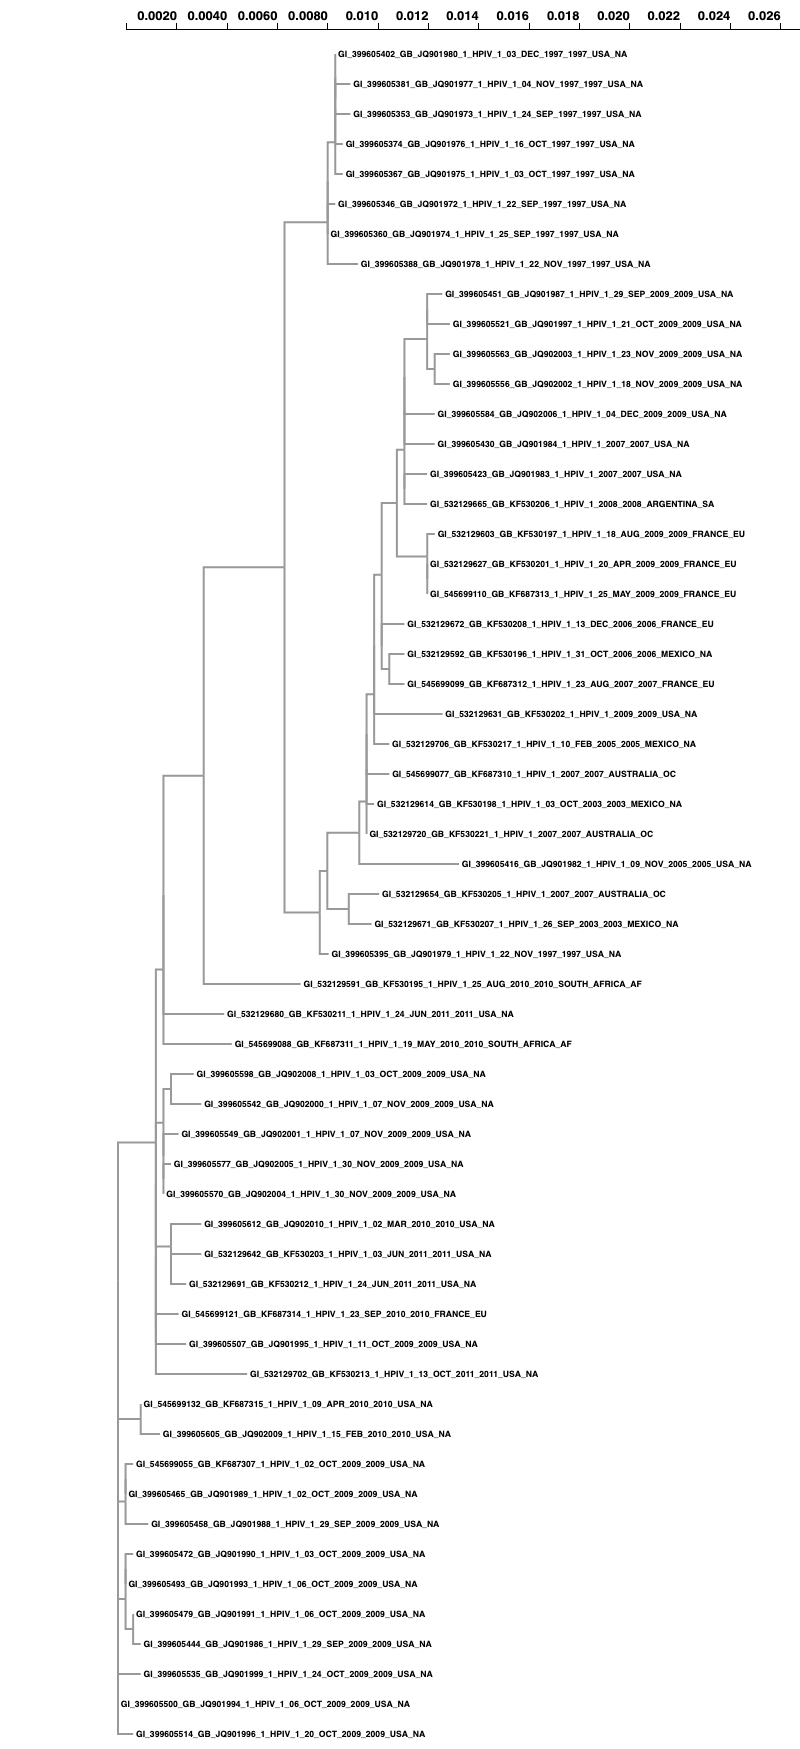 0.0020 0.0040 0.0060 0.0080 0.010 0.012 0.014 0.016 0.018 0.020 0.022 0.024 0.026
GI_399605402_GB_JQ901980_1_HPIV_1_03_DEC_1997_1997_USA_NA
GI_399605381_GB_JQ901977_1_HPIV_1_04_NOV_1997_1997_USA_NA
GI_399605353_GB_JQ901973_1_HPIV_1_24_SEP_1997_1997_USA_NA
GI_399605374_GB_JQ901976_1_HPIV_1_16_OCT_1997_1997_USA_NA
GI_399605367_GB_JQ901975_1_HPIV_1_03_OCT_1997_1997_USA_NA
GI_399605346_GB_JQ901972_1_HPIV_1_22_SEP_1997_1997_USA_NA
GI_399605360_GB_JQ901974_1_HPIV_1_25_SEP_1997_1997_USA_NA
GI_399605388_GB_JQ901978_1_HPIV_1_22_NOV_1997_1997_USA_NA
GI_399605451_GB_JQ901987_1_HPIV_1_29_SEP_2009_2009_USA_NA
GI_399605521_GB_JQ901997_1_HPIV_1_21_OCT_2009_2009_USA_NA
GI_399605563_GB_JQ902003_1_HPIV_1_23_NOV_2009_2009_USA_NA
GI_399605556_GB_JQ902002_1_HPIV_1_18_NOV_2009_2009_USA_NA
GI_399605584_GB_JQ902006_1_HPIV_1_04_DEC_2009_2009_USA_NA
GI_399605430_GB_JQ901984_1_HPIV_1_2007_2007_USA_NA
GI_399605423_GB_JQ901983_1_HPIV_1_2007_2007_USA_NA
GI_532129665_GB_KF530206_1_HPIV_1_2008_2008_ARGENTINA_SA
GI_532129603_GB_KF530197_1_HPIV_1_18_AUG_2009_2009_FRANCE_EU
GI_532129627_GB_KF530201_1_HPIV_1_20_APR_2009_2009_FRANCE_EU
GI_545699110_GB_KF687313_1_HPIV_1_25_MAY_2009_2009_FRANCE_EU
GI_532129672_GB_KF530208_1_HPIV_1_13_DEC_2006_2006_FRANCE_EU
GI_532129592_GB_KF530196_1_HPIV_1_31_OCT_2006_2006_MEXICO_NA
GI_545699099_GB_KF687312_1_HPIV_1_23_AUG_2007_2007_FRANCE_EU
GI_532129631_GB_KF530202_1_HPIV_1_2009_2009_USA_NA
GI_532129706_GB_KF530217_1_HPIV_1_10_FEB_2005_2005_MEXICO_NA
GI_545699077_GB_KF687310_1_HPIV_1_2007_2007_AUSTRALIA_OC
GI_532129614_GB_KF530198_1_HPIV_1_03_OCT_2003_2003_MEXICO_NA
GI_532129720_GB_KF530221_1_HPIV_1_2007_2007_AUSTRALIA_OC
GI_399605416_GB_JQ901982_1_HPIV_1_09_NOV_2005_2005_USA_NA
GI_532129654_GB_KF530205_1_HPIV_1_2007_2007_AUSTRALIA_OC
GI_532129671_GB_KF530207_1_HPIV_1_26_SEP_2003_2003_MEXICO_NA
GI_399605395_GB_JQ901979_1_HPIV_1_22_NOV_1997_1997_USA_NA
GI_532129591_GB_KF530195_1_HPIV_1_25_AUG_2010_2010_SOUTH_AFRICA_AF
GI_532129680_GB_KF530211_1_HPIV_1_24_JUN_2011_2011_USA_NA
GI_545699088_GB_KF687311_1_HPIV_1_19_MAY_2010_2010_SOUTH_AFRICA_AF
GI_399605598_GB_JQ902008_1_HPIV_1_03_OCT_2009_2009_USA_NA
GI_399605542_GB_JQ902000_1_HPIV_1_07_NOV_2009_2009_USA_NA
GI_399605549_GB_JQ902001_1_HPIV_1_07_NOV_2009_2009_USA_NA
GI_399605577_GB_JQ902005_1_HPIV_1_30_NOV_2009_2009_USA_NA
GI_399605570_GB_JQ902004_1_HPIV_1_30_NOV_2009_2009_USA_NA
GI_399605612_GB_JQ902010_1_HPIV_1_02_MAR_2010_2010_USA_NA
GI_532129642_GB_KF530203_1_HPIV_1_03_JUN_2011_2011_USA_NA
GI_532129691_GB_KF530212_1_HPIV_1_24_JUN_2011_2011_USA_NA
GI_545699121_GB_KF687314_1_HPIV_1_23_SEP_2010_2010_FRANCE_EU
GI_399605507_GB_JQ901995_1_HPIV_1_11_OCT_2009_2009_USA_NA
GI_532129702_GB_KF530213_1_HPIV_1_13_OCT_2011_2011_USA_NA
GI_545699132_GB_KF687315_1_HPIV_1_09_APR_2010_2010_USA_NA
GI_399605605_GB_JQ902009_1_HPIV_1_15_FEB_2010_2010_USA_NA
GI_545699055_GB_KF687307_1_HPIV_1_02_OCT_2009_2009_USA_NA
GI_399605465_GB_JQ901989_1_HPIV_1_02_OCT_2009_2009_USA_NA
GI_399605458_GB_JQ901988_1_HPIV_1_29_SEP_2009_2009_USA_NA
GI_399605472_GB_JQ901990_1_HPIV_1_03_OCT_2009_2009_USA_NA
GI_399605493_GB_JQ901993_1_HPIV_1_06_OCT_2009_2009_USA_NA
GI_399605479_GB_JQ901991_1_HPIV_1_06_OCT_2009_2009_USA_NA
GI_399605444_GB_JQ901986_1_HPIV_1_29_SEP_2009_2009_USA_NA
GI_399605535_GB_JQ901999_1_HPIV_1_24_OCT_2009_2009_USA_NA
GI_399605500_GB_JQ901994_1_HPIV_1_06_OCT_2009_2009_USA_NA
GI_399605514_GB_JQ901996_1_HPIV_1_20_OCT_2009_2009_USA_NA